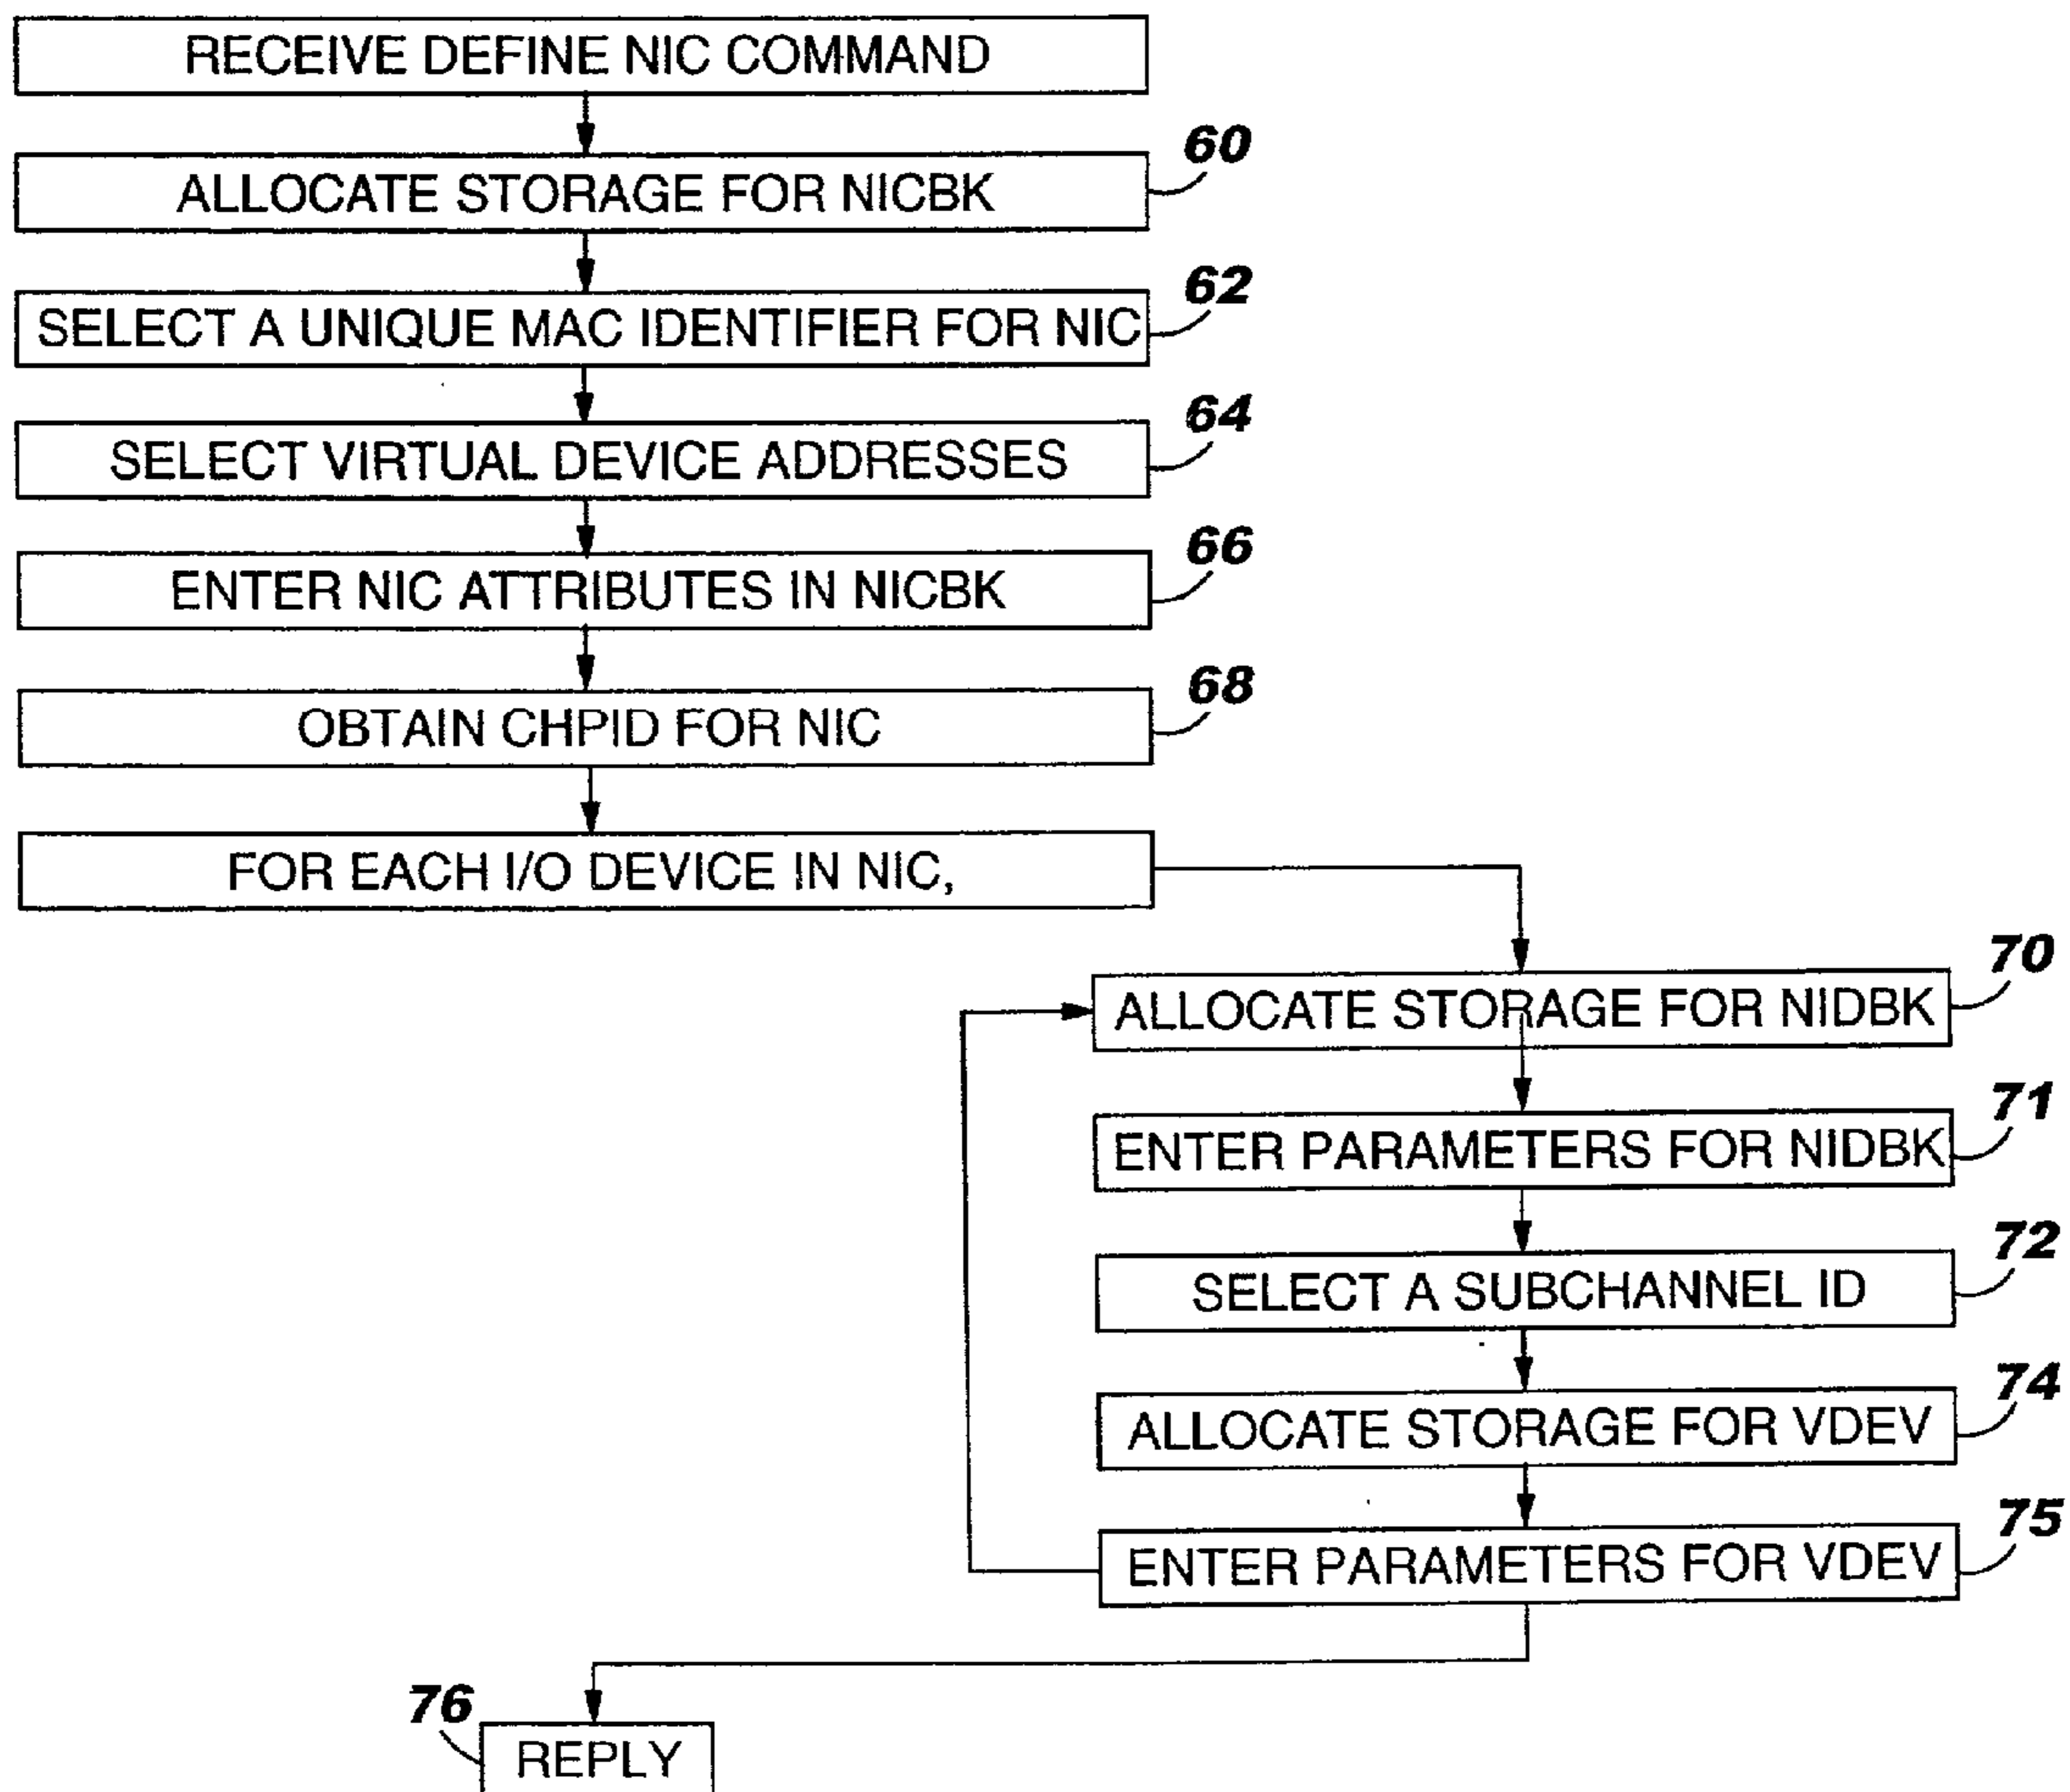 RECEIVE DEFINE NIC COMMAND
60
ALLOCATE STORAGE FOR NICBK
62
SELECT A UNIQUE MAC IDENTIFIER FOR NIC
64
SELECT VIRTUAL DEVICE ADDRESSES
66
ENTER NIC ATTRIBUTES IN NICBK
68
OBTAIN CHPID FOR NIC
FOR EACH I/O DEVICE IN NIC,
70
ALLOCATE STORAGE FOR NIDBK
71
ENTER PARAMETERS FOR NIDBK
72
SELECT A SUBCHANNEL ID
74
ALLOCATE STORAGE FOR VDEV
75
ENTER PARAMETERS FOR VDEV
76
REPLY